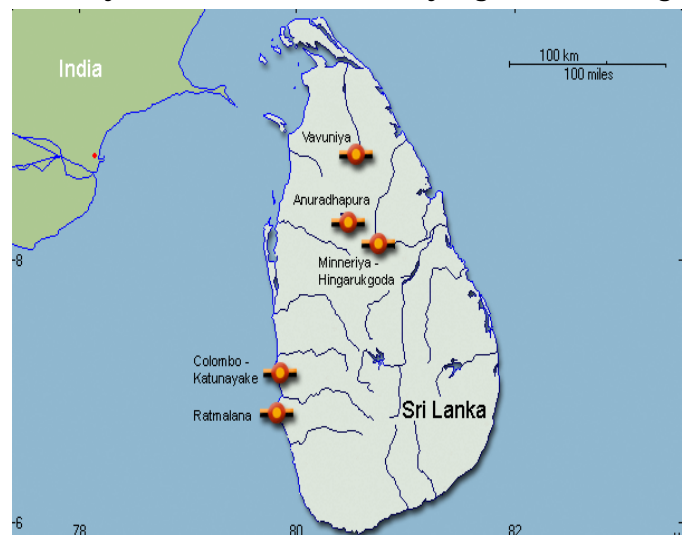 India
100 km
100 miles
Vavuniya
Anuradhapura
8
Minneriya -
Hingarukgoda
Colombo -
Katunayake
Ratmalana
Sri Lanka
6
78
80
82